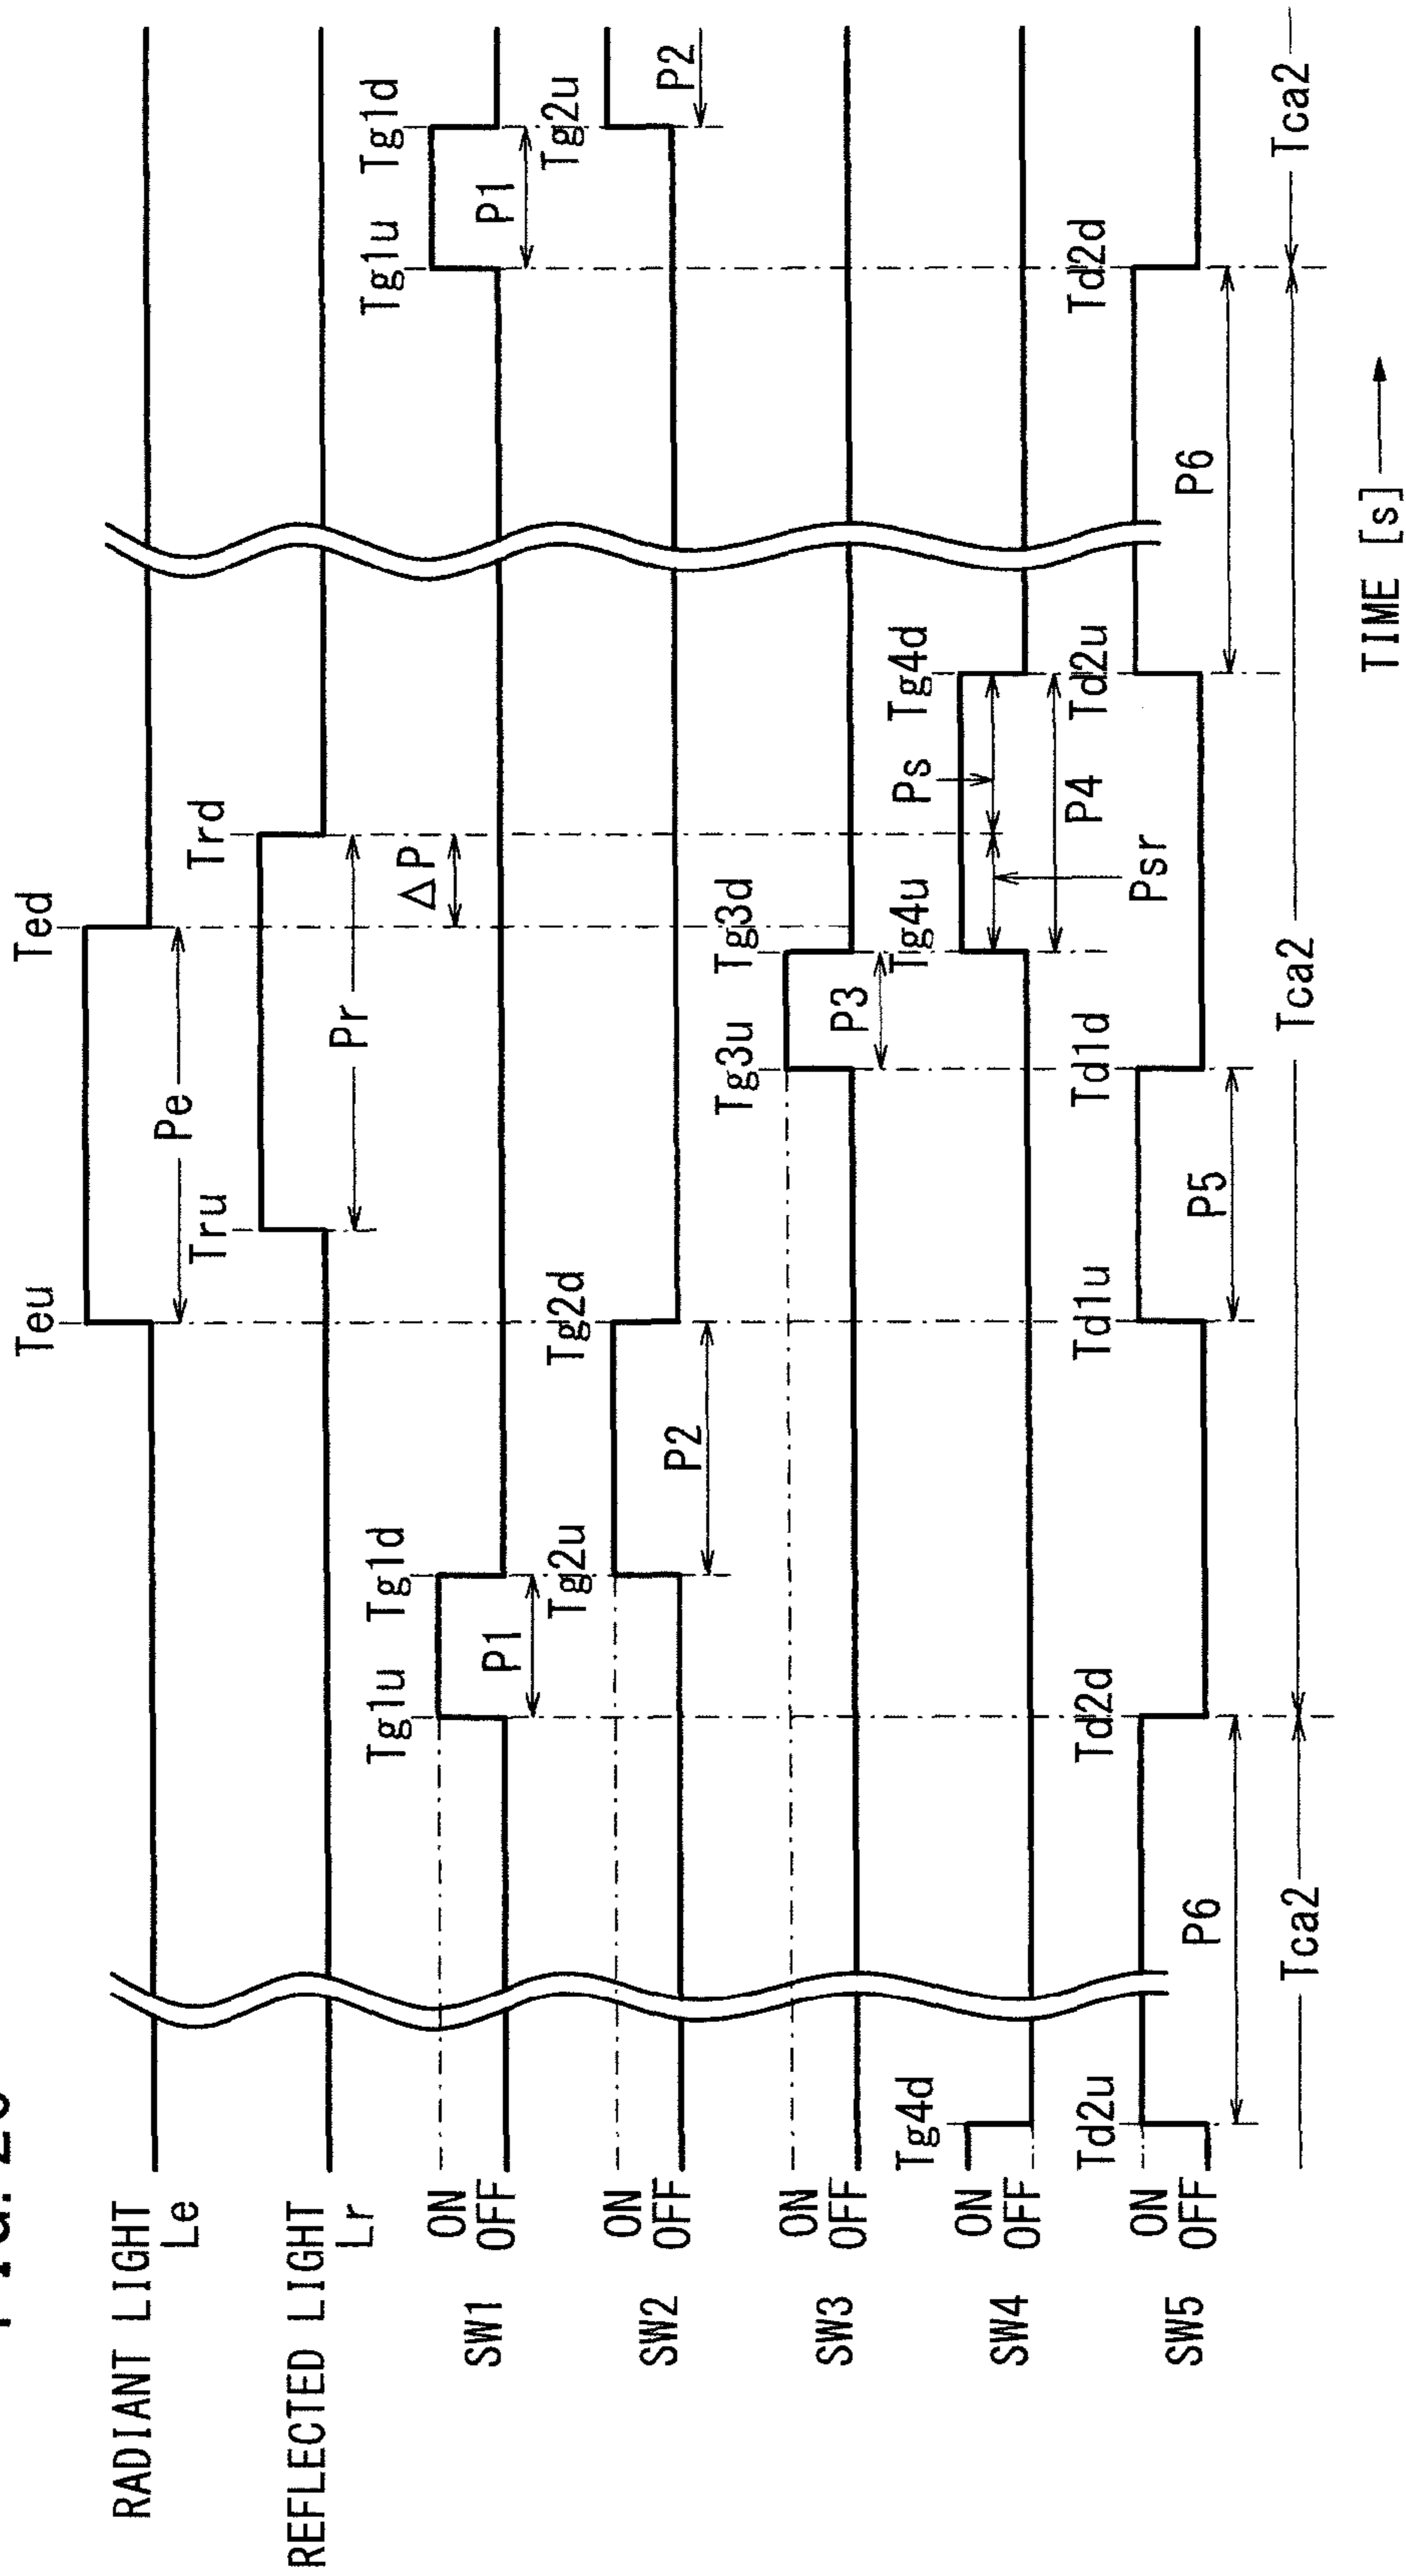 RADIANT LIGHT
Le
Teu
Ted
Pe
REFLECTED LIGHT
Lr
Tru
Trd
Pr
ΔP
SW1
ON
OFF
Tg1u
Tg1d
P1
Tg1u
Tg1d
P1
SW2
ON
OFF
Tg2u
Tg2d
P2
Tg2u
P2
SW3
ON
OFF
Tg3u
Tg3d
P3
SW4
ON
OFF
Tg4d
Tg4u
Tg4d
Ps
P4
Psr
SW5
ON
OFF
Td2u
Td2d
Td1u
Td1d
Td2u
Td2d
P6
P5
P6
Tca2
Tca2
Tca2
TIME [s]